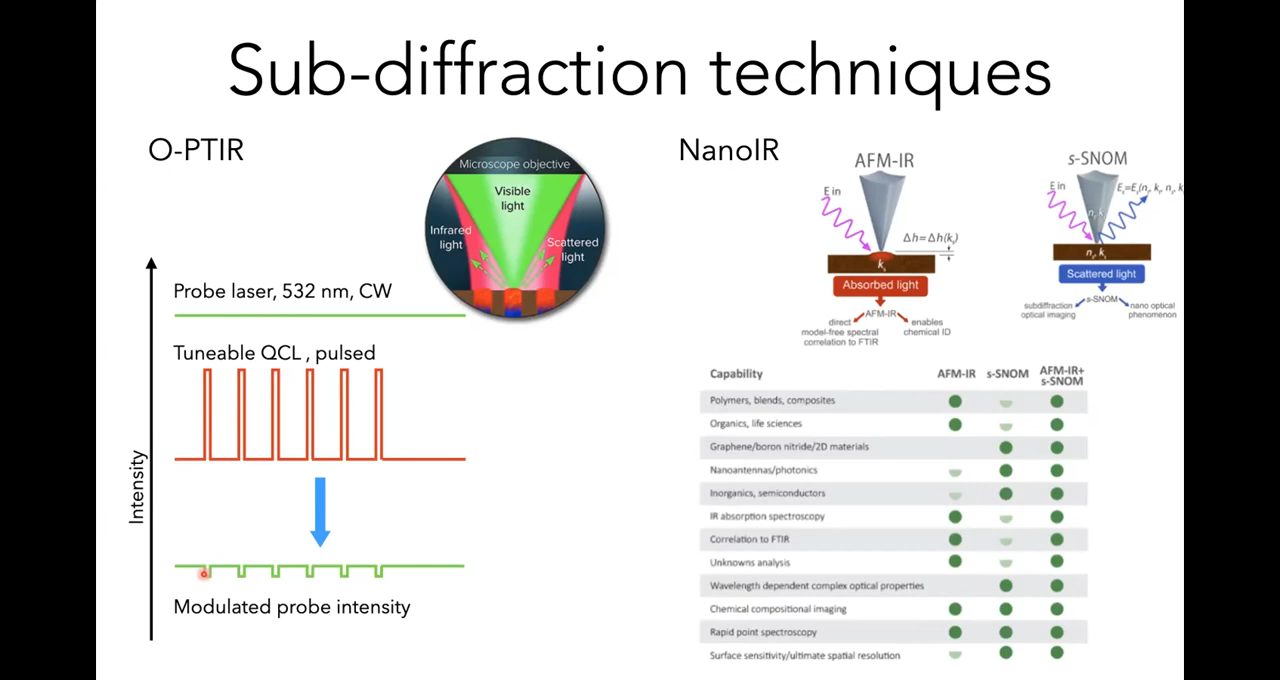 Sub-diffraction techniques
O-PTIR
Microscope objective
Visible
light
Infrared
light
Scattered
light
Probe laser, 532 nm, CW
Tuneable QCL , pulsed
Intensity
Modulated probe intensity
NanoIR
AFM-IR
E in
Δh=Δh(ks)
ks
Absorbed light
AFM-IR
direct
model-free spectral
correlation to FTIR
enables
chemical ID
s-SNOM
E in
Scattered light
s-SNOM
subdiffraction
optical imaging
nano optical
phenomenon
Capability AFM-IR s-SNOM AFM-IR+
s-SNOM
Polymers, blends, composites
Organics, life sciences
Graphene/boron nitride/2D materials
Nanoantennas/photonics
Inorganics, semiconductors
IR absorption spectroscopy
Correlation to FTIR
Unknowns analysis
Wavelength dependent complex optical properties
Chemical compositional imaging
Rapid point spectroscopy
Surface sensitivity/ultimate spatial resolution